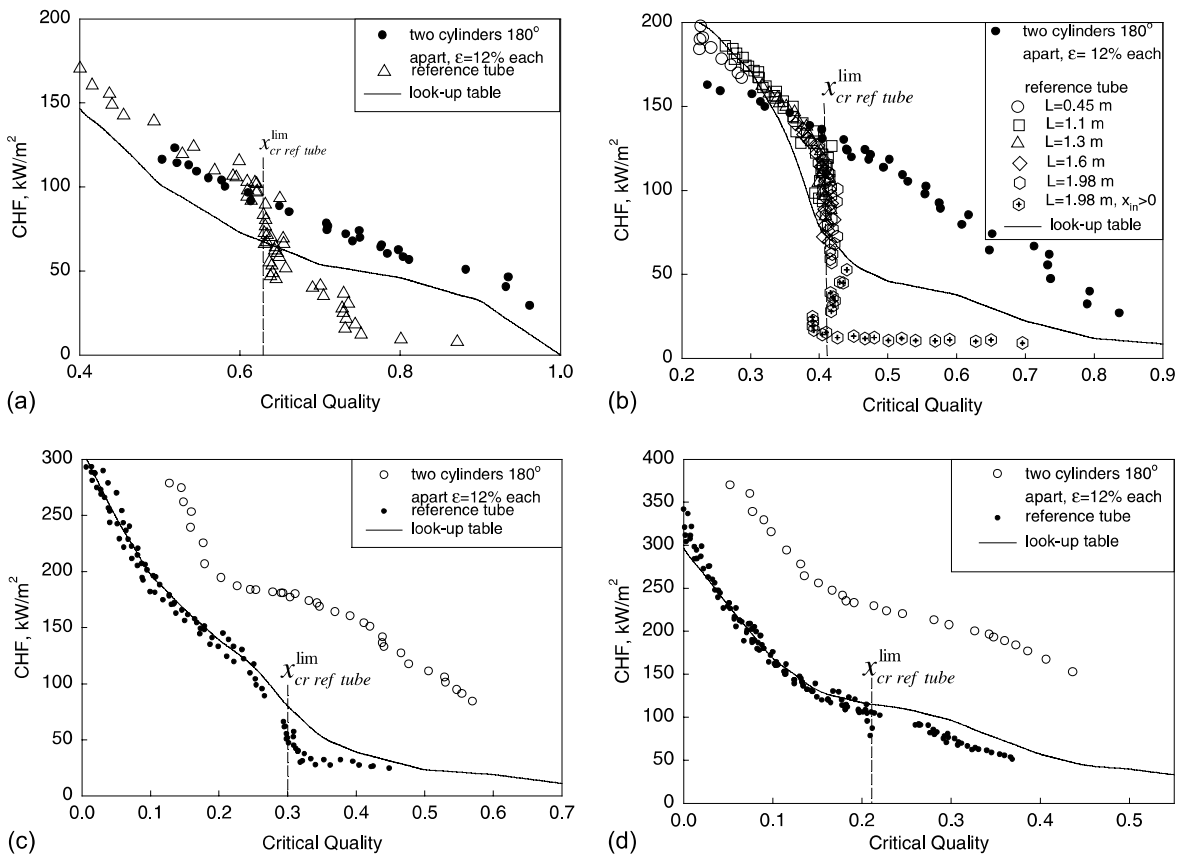 200
150
100
50
0
CHF, kW/m²
two cylinders 180°
apart, ε=12% each
reference tube
look-up table
x lim cr ref tube
0.4 0.6 0.8 1.0
Critical Quality
(a)
200
150
100
50
0
CHF, kW/m²
two cylinders 180°
apart, ε= 12% each
reference tube
L=0.45 m
L=1.1 m
L=1.3 m
L=1.6 m
L=1.98 m
L=1.98 m, x_in>0
look-up table
x lim cr ref tube
0.2 0.3 0.4 0.5 0.6 0.7 0.8 0.9
Critical Quality
(b)
300
250
200
150
100
50
0
CHF, kW/m²
two cylinders 180°
apart ε=12% each
reference tube
look-up table
x lim cr ref tube
0.0 0.1 0.2 0.3 0.4 0.5 0.6 0.7
Critical Quality
(c)
400
350
300
250
200
150
100
50
0
CHF, kW/m²
two cylinders 180°
apart, ε=12% each
reference tube
look-up table
x lim cr ref tube
0.0 0.1 0.2 0.3 0.4 0.5
Critical Quality
(d)